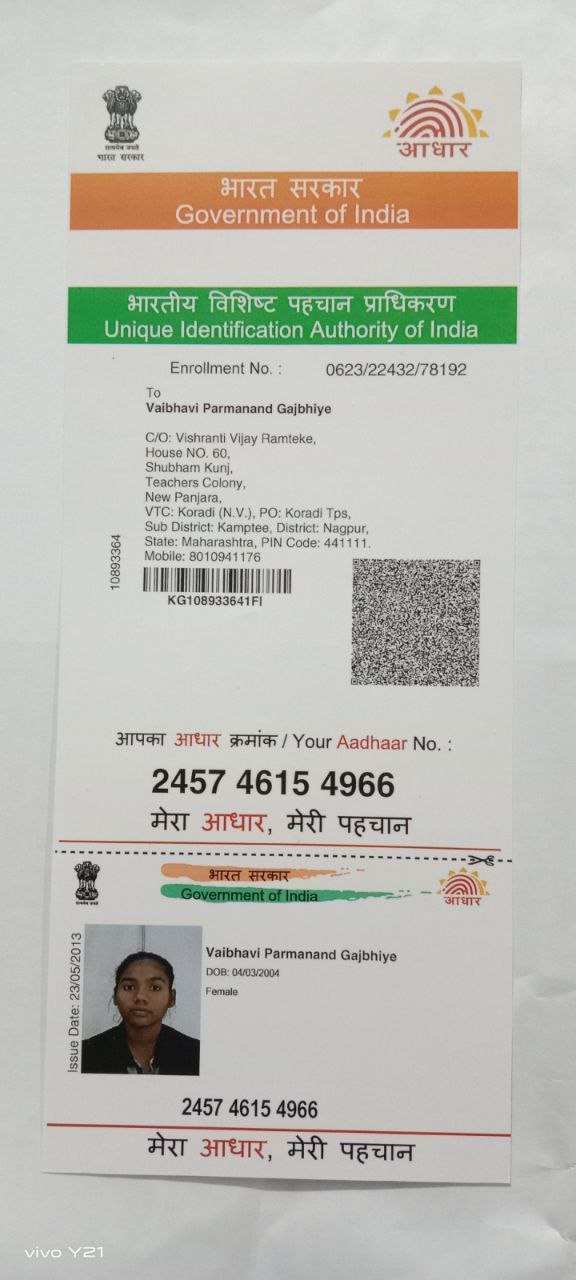 सत्यमेव जयते
भारत सरकार
आधार
भारत सरकार
Government of India
भारतीय विशिष्ट पहचान प्राधिकरण
Unique Identification Authority of India
Enrollment No. : 0623/22432/78192
To
Vaibhavi Parmanand Gajbhiye
C/O: Vishranti Vijay Ramteke,
House NO. 60,
Shubham Kunj,
Teachers Colony,
New Panjara,
VTC: Koradi (N.V.), PO: Koradi Tps,
Sub District: Kamptee, District: Nagpur,
State: Maharashtra, PIN Code: 441111.
Mobile: 8010941176
10893364
KG108933641FI
आपका आधार क्रमांक / Your Aadhaar No. :
2457 4615 4966
मेरा आधार, मेरी पहचान
भारत सरकार
Government of India
सत्यमेव जयते
आधार
Issue Date: 23/05/2013
Vaibhavi Parmanand Gajbhiye
DOB: 04/03/2004
Female
2457 4615 4966
मेरा आधार, मेरी पहचान
vivo Y21